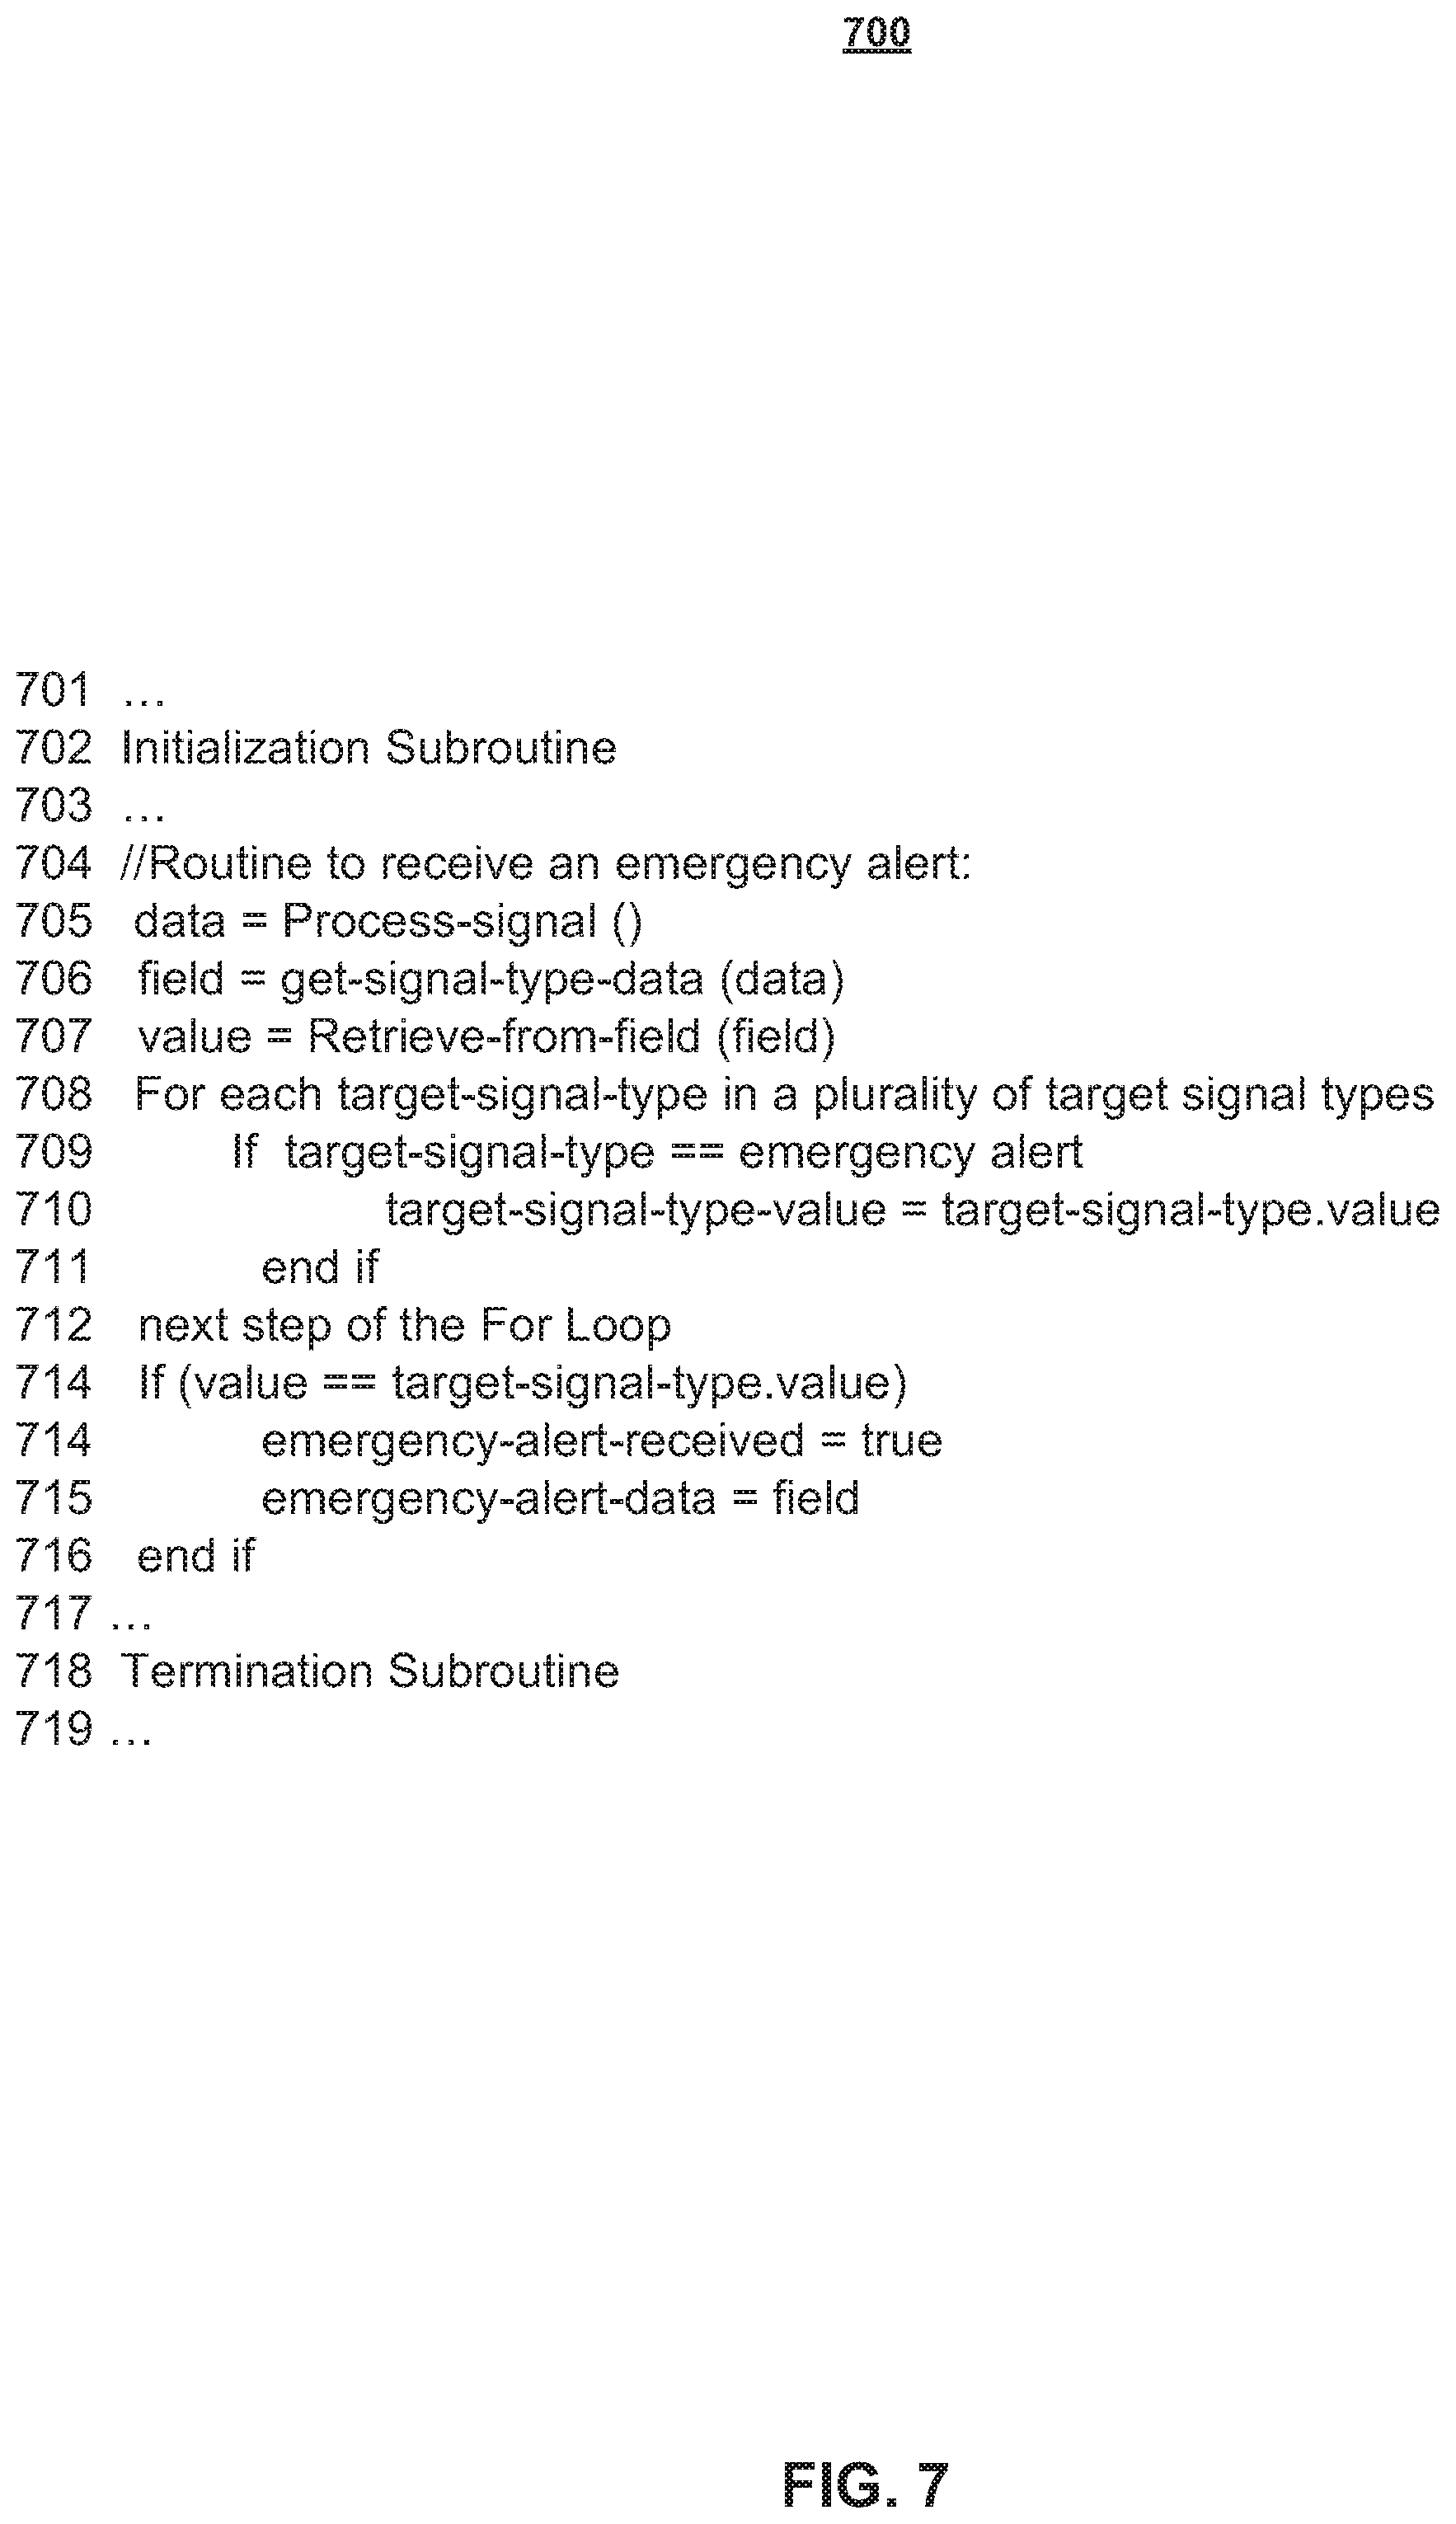 700
701 ...
702 Initialization Subroutine
703 ...
704 //Routine to receive an emergency alert:
705 data = Process-signal ()
706 field = get-signal-type-data (data)
707 value = Retrieve-from-field (field)
708 For each target-signal-type in a plurality of target signal types
709 If target-signal-type == emergency alert
710 target-signal-type-value = target-signal-type.value
711 end if
712 next step of the For Loop
714 If (value == target-signal-type.value)
714 emergency-alert-received = true
715 emergency-alert-data = field
716 end if
717 ...
718 Termination Subroutine
719 ...
FIG. 7